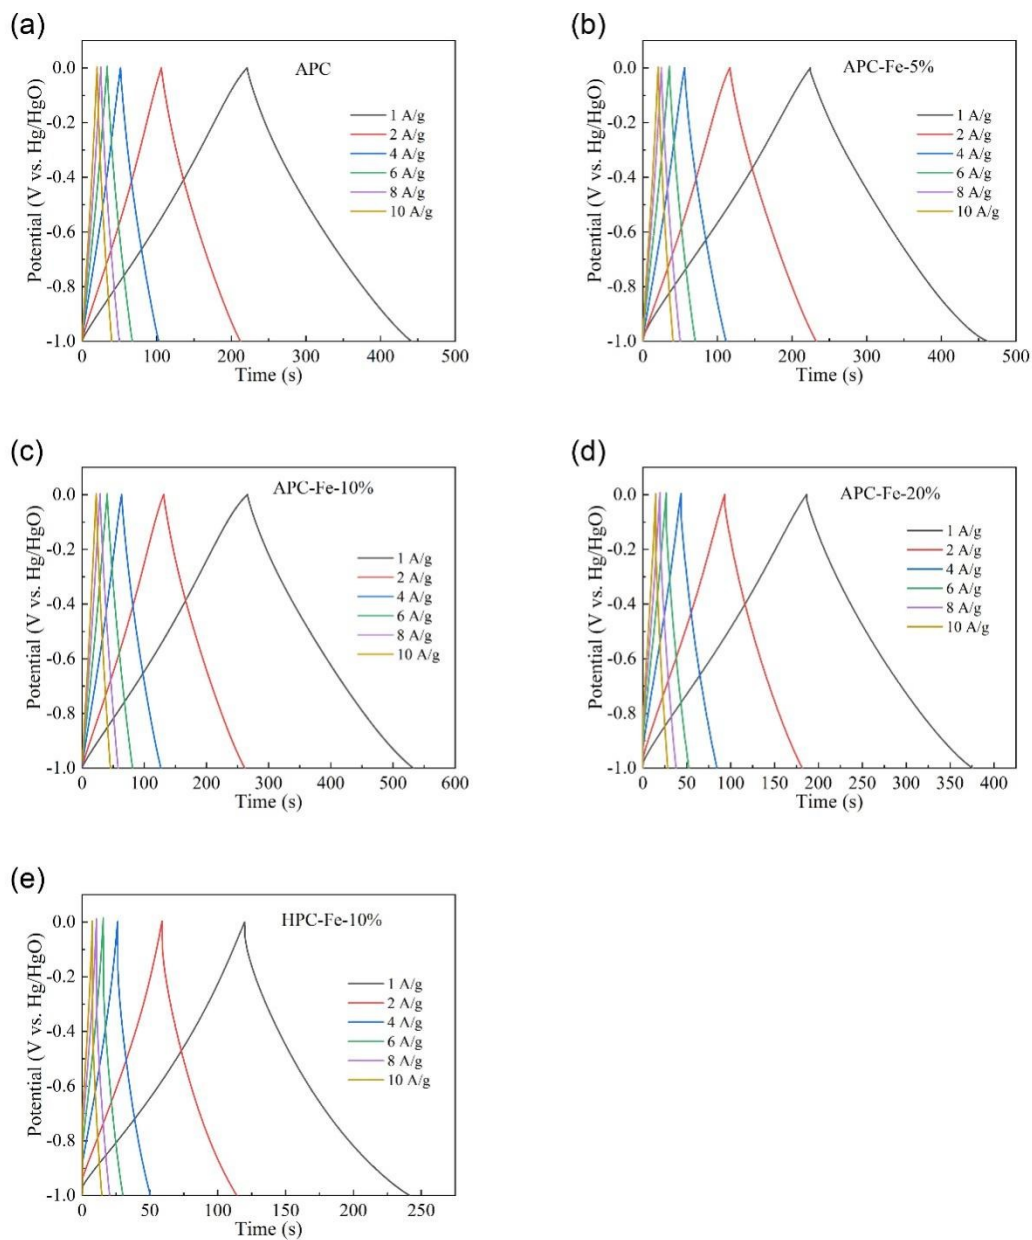 (a)
APC
1 A/g
2 A/g
4 A/g
6 A/g
8 A/g
10 A/g
Potential (V vs. Hg/HgO)
0.0
-0.2
-0.4
-0.6
-0.8
-1.0
0 100 200 300 400 500
Time (s)
(b)
APC-Fe-5%
1 A/g
2 A/g
4 A/g
6 A/g
8 A/g
10 A/g
Potential (V vs. Hg/HgO)
0.0
-0.2
-0.4
-0.6
-0.8
-1.0
0 100 200 300 400 500
Time (s)
(c)
APC-Fe-10%
1 A/g
2 A/g
4 A/g
6 A/g
8 A/g
10 A/g
Potential (V vs. Hg/HgO)
0.0
-0.2
-0.4
-0.6
-0.8
-1.0
0 100 200 300 400 500 600
Time (s)
(d)
APC-Fe-20%
1 A/g
2 A/g
4 A/g
6 A/g
8 A/g
10 A/g
Potential (V vs. Hg/HgO)
0.0
-0.2
-0.4
-0.6
-0.8
-1.0
0 50 100 150 200 250 300 350 400
Time (s)
(e)
HPC-Fe-10%
1 A/g
2 A/g
4 A/g
6 A/g
8 A/g
10 A/g
Potential (V vs. Hg/HgO)
0.0
-0.2
-0.4
-0.6
-0.8
-1.0
0 50 100 150 200 250
Time (s)